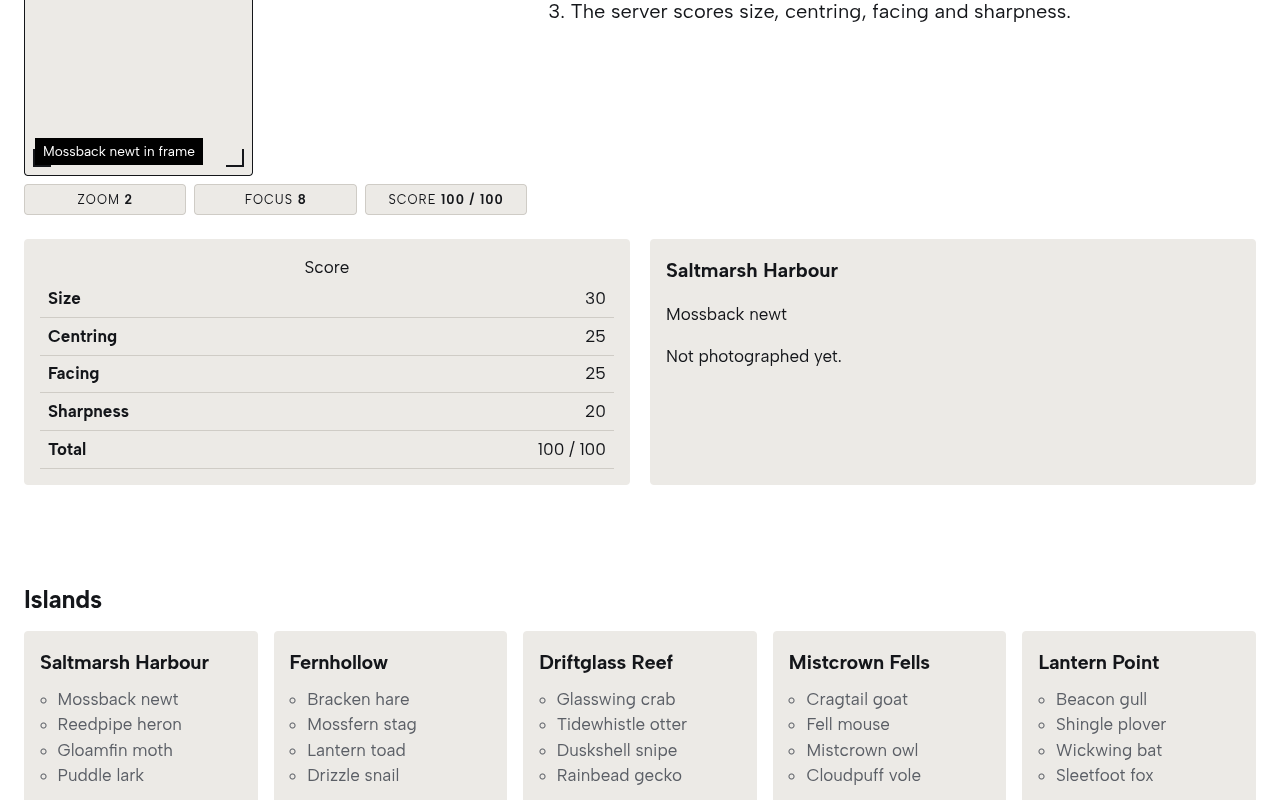 3. The server scores size, centring, facing and sharpness.
Mossback newt in frame
ZOOM 2
FOCUS 8
SCORE 100 / 100
Score
Size 30
Centring 25
Facing 25
Sharpness 20
Total 100 / 100
Saltmarsh Harbour
Mossback newt
Not photographed yet.
Islands
Saltmarsh Harbour
Mossback newt
Reedpipe heron
Gloamfin moth
Puddle lark
Fernhollow
Bracken hare
Mossfern stag
Lantern toad
Drizzle snail
Driftglass Reef
Glasswing crab
Tidewhistle otter
Duskshell snipe
Rainbead gecko
Mistcrown Fells
Cragtail goat
Fell mouse
Mistcrown owl
Cloudpuff vole
Lantern Point
Beacon gull
Shingle plover
Wickwing bat
Sleetfoot fox